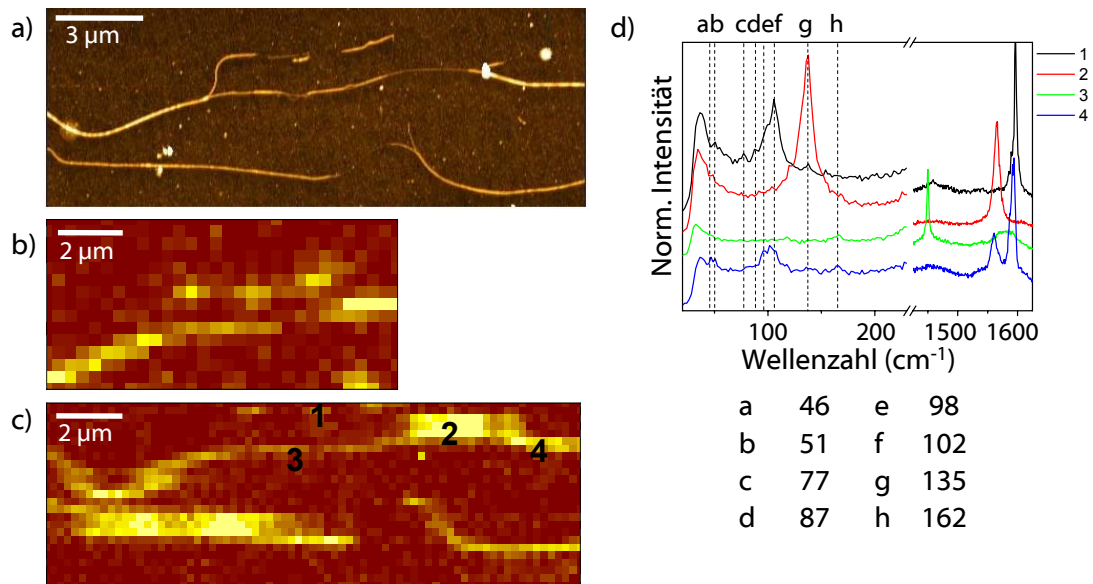 a)
3 µm
b)
2 µm
c)
2 µm
1
2
3
4
d)
ab cdef g h
Norm. Intensität
1
2
3
4
100 200 1500 1600
Wellenzahl (cm⁻¹)
a 46 e 98
b 51 f 102
c 77 g 135
d 87 h 162